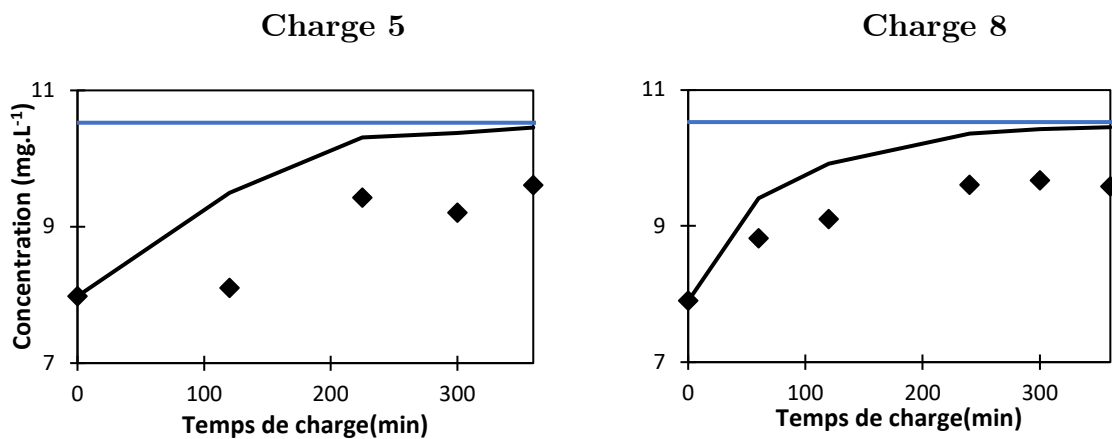 Charge 5
Charge 8
Concentration (mg.L⁻¹)
11
9
7
0
100
200
300
Temps de charge(min)
11
9
7
0
100
200
300
Temps de charge(min)